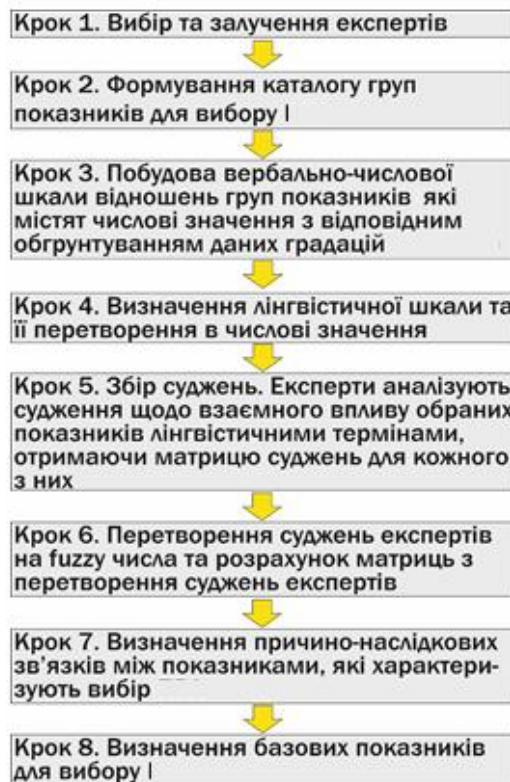 Крок 1. Вибір та залучення експертів
Крок 2. Формування каталогу груп
показників для вибору І
Крок 3. Побудова вербально-числової
шкали відношень груп показників які
містят числові значення з відповідним
обгрунтуванням даних градацій
Крок 4. Визначення лінгвістичної шкали та
її перетворення в числові значення
Крок 5. Збір суджень. Експерти аналізують
судження щодо взаємного впливу обраних
показників лінгвістичними термінами,
отримаючи матрицю суджень для кожного
з них
Крок 6. Перетворення суджень експертів
на fuzzy числа та розрахунок матриць з
перетворення суджень експертів
Крок 7. Визначення причино-наслідкових
зв'язків між показниками, які характери-
зують вибір
Крок 8. Визначення базових показників
для вибору І